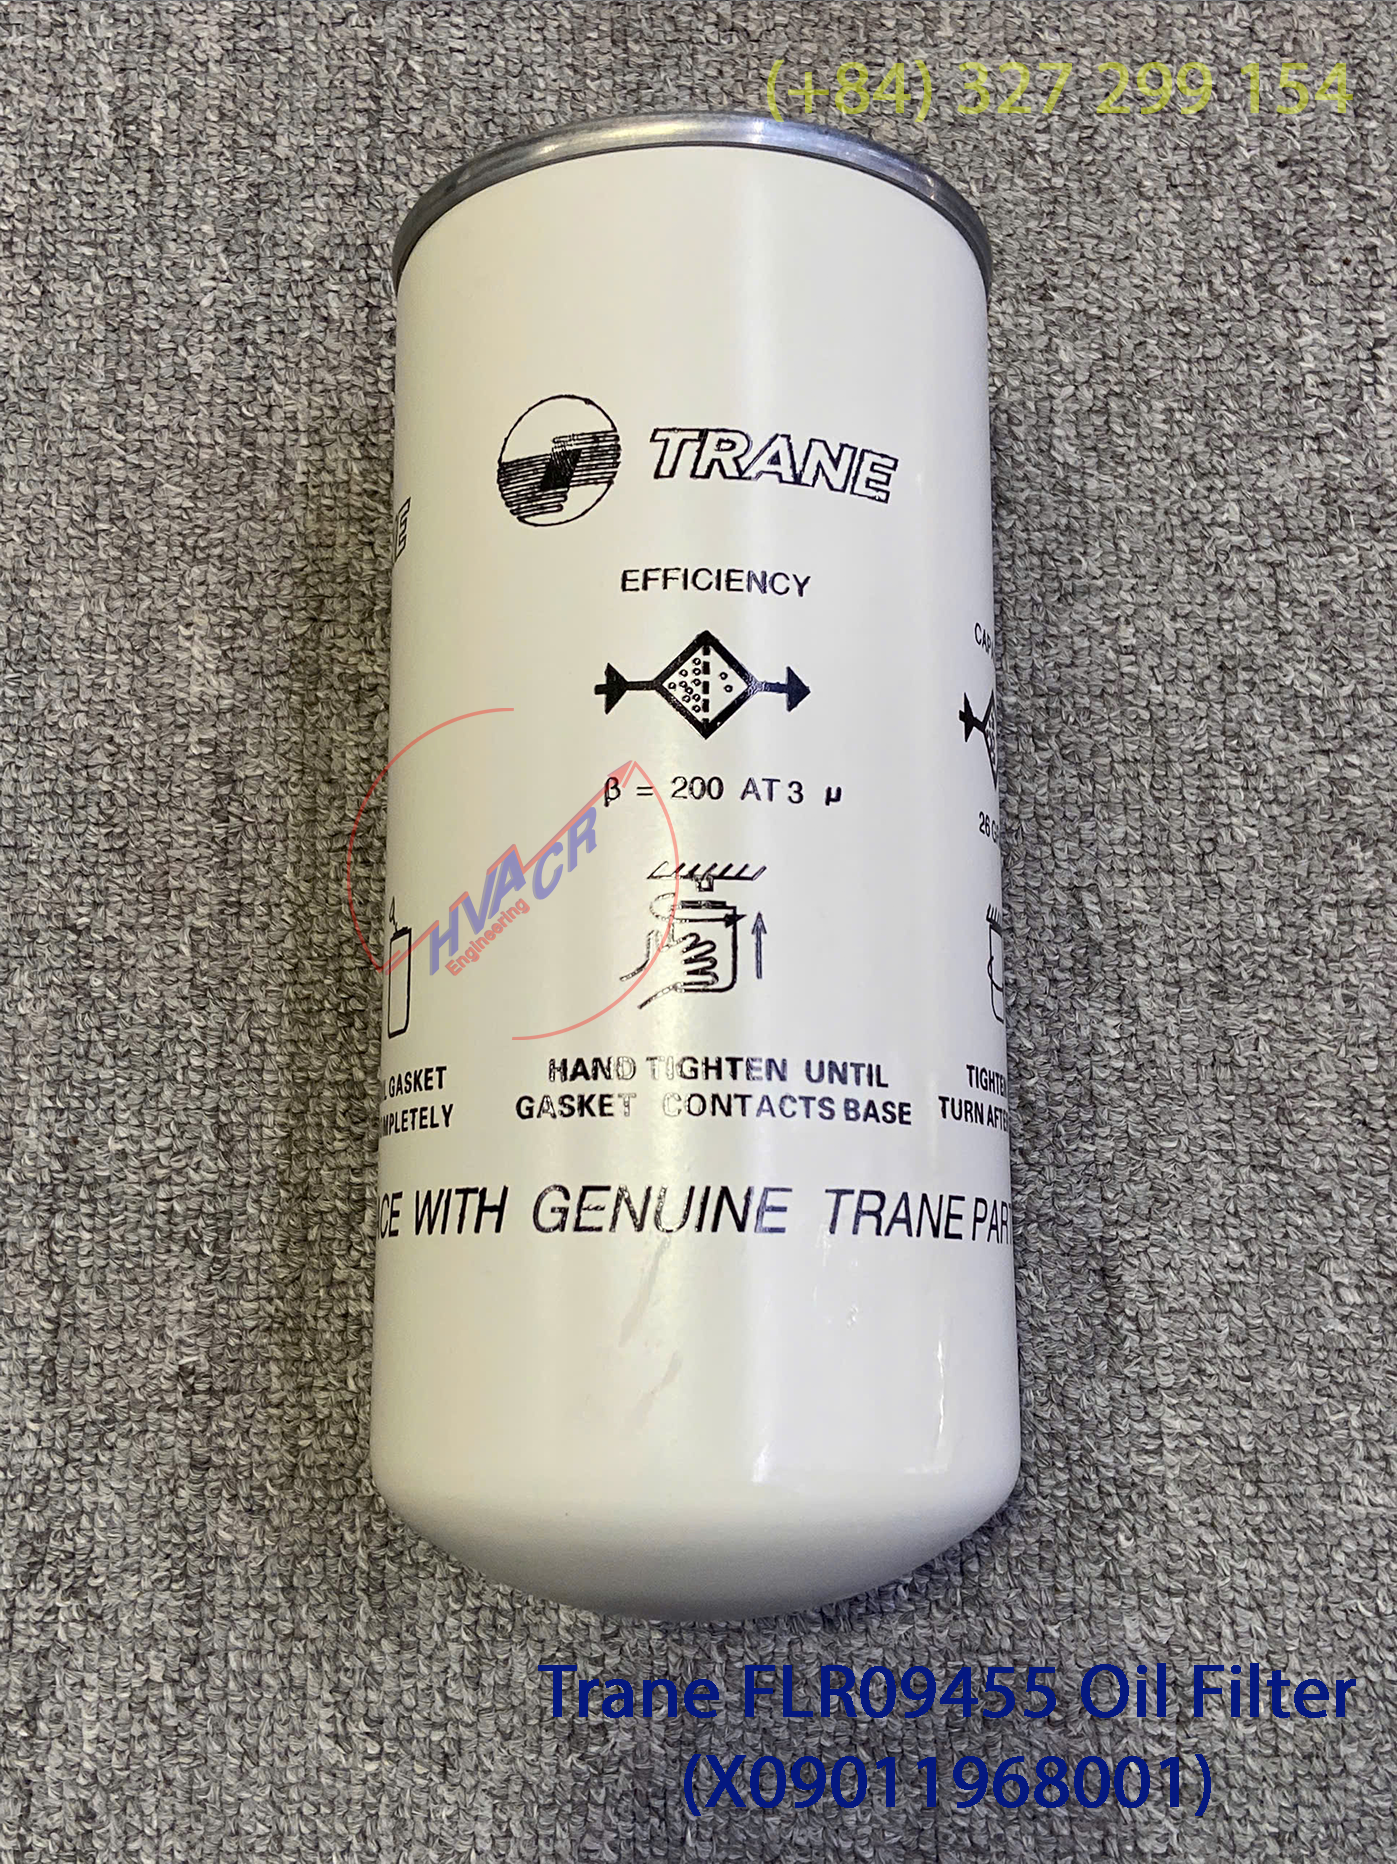 (+84) 327 299 154
TRANE
EFFICIENCY
β = 200 AT 3 μ
HVACR
Engineering
GASKET
HAND TIGHTEN UNTIL
GASKET CONTACTS BASE
TURN
WITH GENUINE TRANE
Trane FLR09455 Oil Filter
(X09011968001)